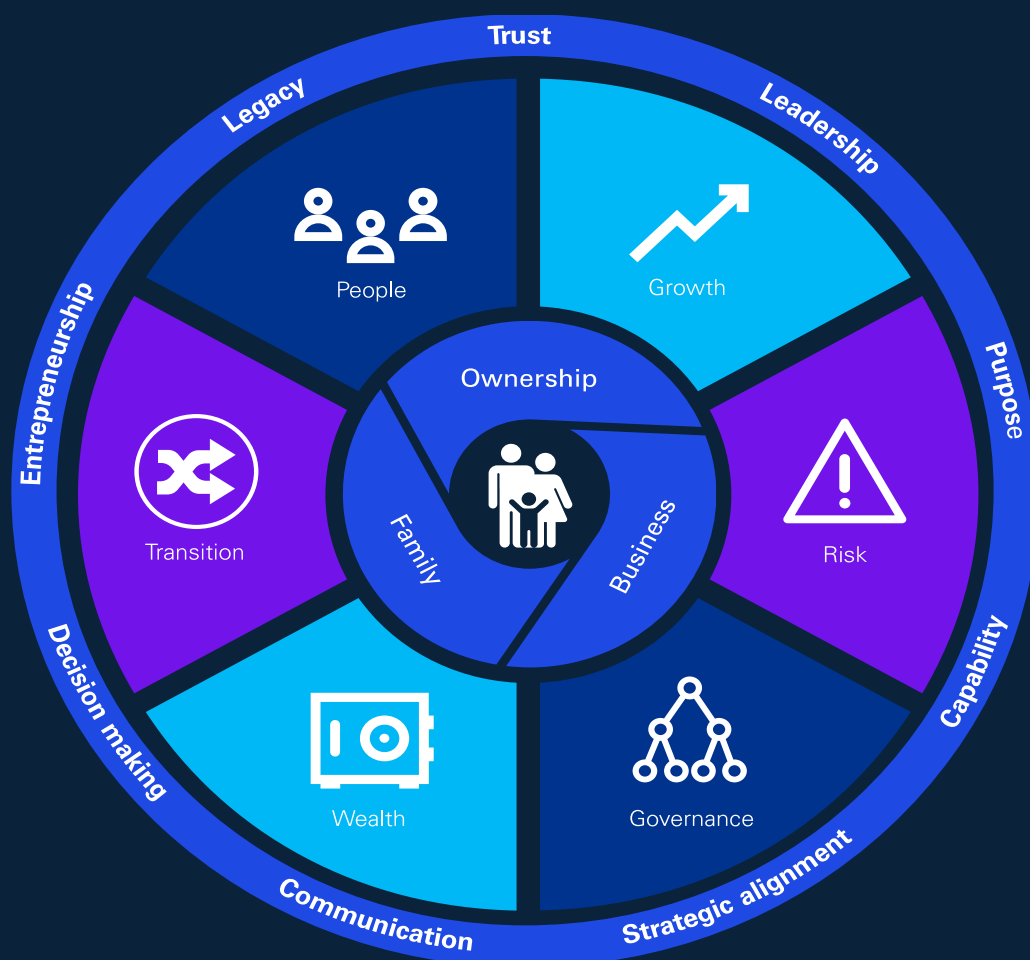 Trust
Leadership
Purpose
Capability
Strategic alignment
Communication
Decision making
Entrepreneurship
Legacy
People
Growth
Risk
Governance
Wealth
Transition
Ownership
Business
Family